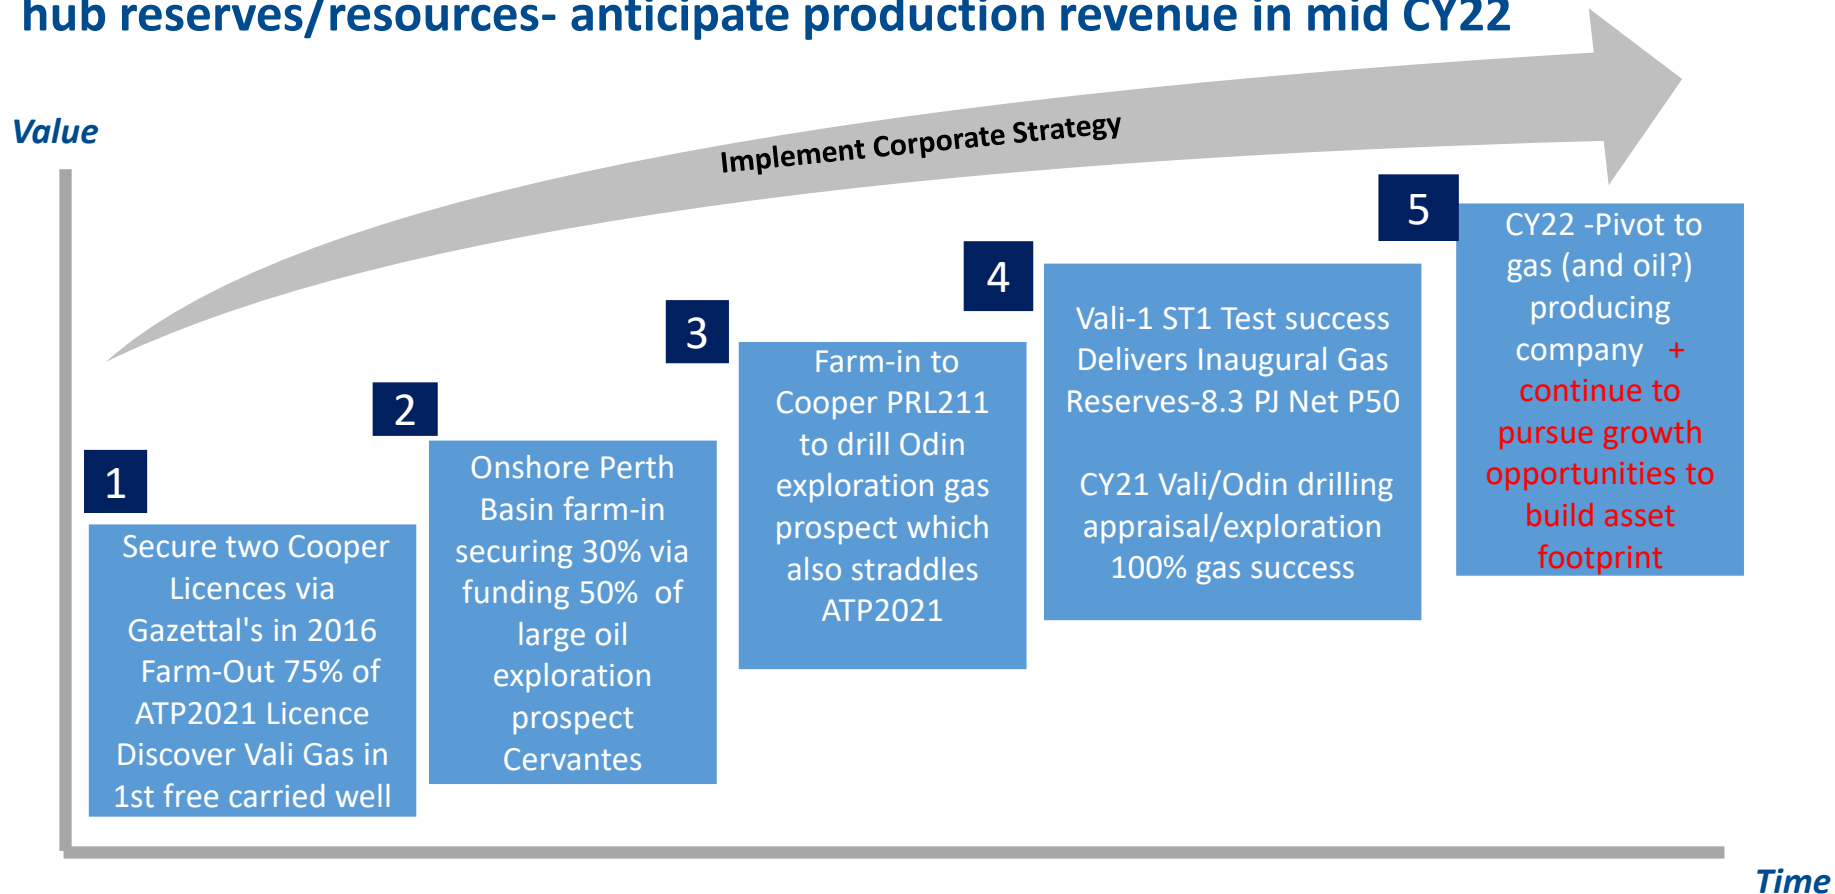 hub reserves/resources- anticipate production revenue in mid CY22
Value
Implement Corporate Strategy
1
Secure two Cooper
Licences via
Gazettal's in 2016
Farm-Out 75% of
ATP2021 Licence
Discover Vali Gas in
1st free carried well
2
Onshore Perth
Basin farm-in
securing 30% via
funding 50% of
large oil
exploration
prospect
Cervantes
3
Farm-in to
Cooper PRL211
to drill Odin
exploration gas
prospect which
also straddles
ATP2021
4
Vali-1 ST1 Test success
Delivers Inaugural Gas
Reserves-8.3 PJ Net P50
CY21 Vali/Odin drilling
appraisal/exploration
100% gas success
5
CY22 -Pivot to
gas (and oil?)
producing
company +
continue to
pursue growth
opportunities to
build asset
footprint
Time